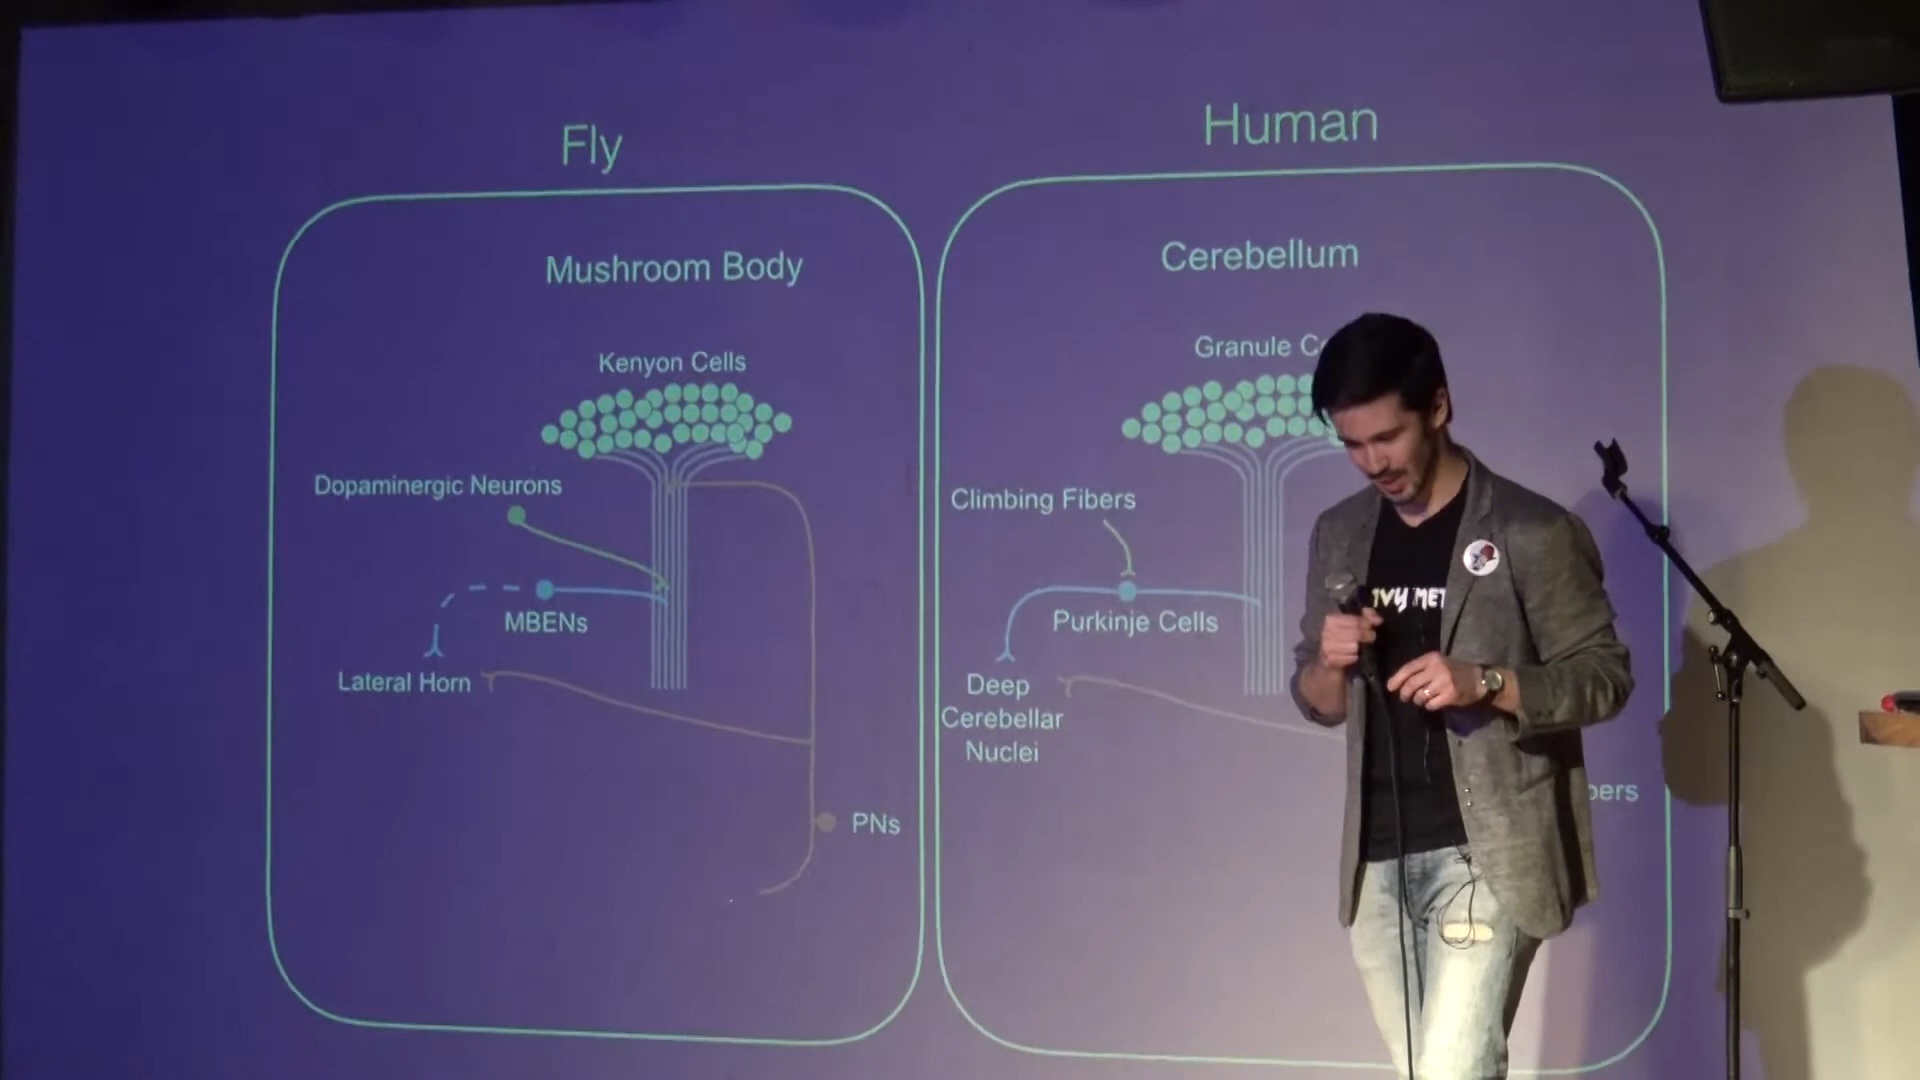 Fly
Mushroom Body
Kenyon Cells
Dopaminergic Neurons
MBENs
Lateral Horn
PNs
Human
Cerebellum
Granule
Climbing Fibers
Purkinje Cells
Deep
Cerebellar
Nuclei